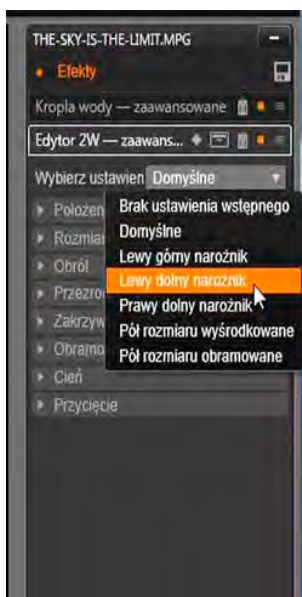 THE-SKY-IS-THE-LIMIT.MPG
Efekty
Kropla wody — zaawansowane
Edytor 2W — zaawans...
Wybierz ustawien Domyślne
Brak ustawienia wstępnego
Domyślne
Lewy górny narożnik
Lewy dolny narożnik
Prawy dolny narożnik
Pół rozmiaru wyśrodkowane
Pół rozmiaru obramowane
Położen
Rozmiar
Obrót
Przezro
Zakrzyw
Obramo
Cień
Przycięcie